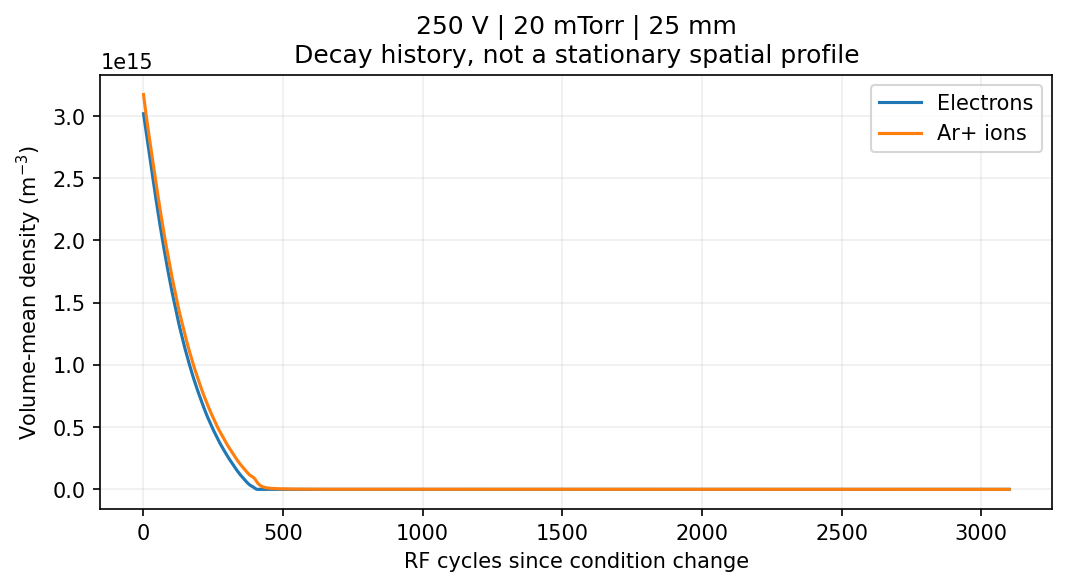 250 V | 20 mTorr | 25 mm
Decay history, not a stationary spatial profile
1e15
Electrons
Ar+ ions
3.0
2.5
2.0
1.5
1.0
0.5
0.0
Volume-mean density (m⁻³)
0
500
1000
1500
2000
2500
3000
RF cycles since condition change